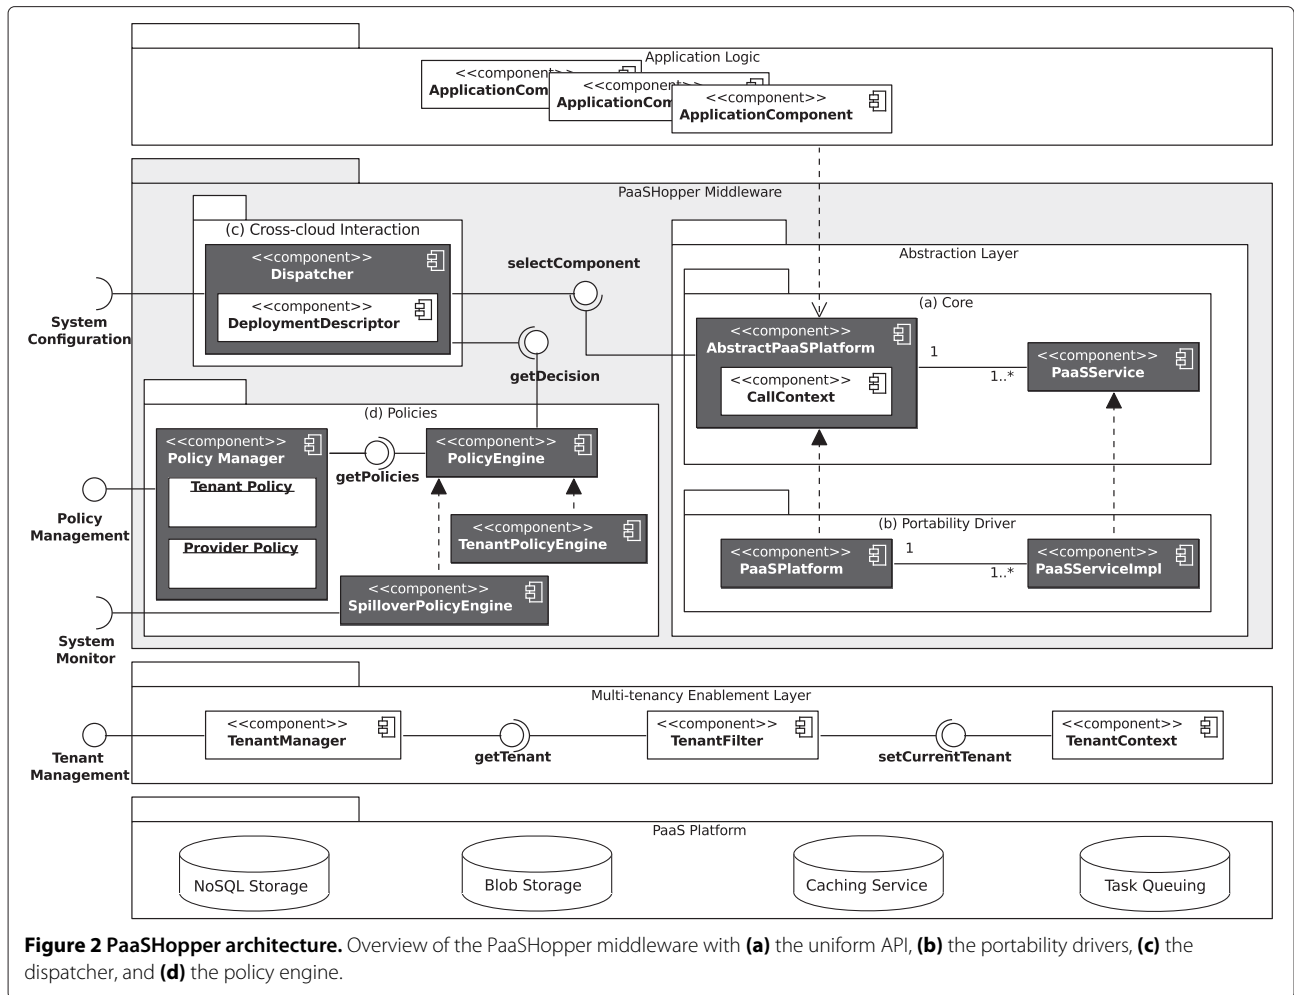 Application Logic
<<component>>
ApplicationCom
<<component>>
ApplicationCom
<<component>>
ApplicationComponent
PaaSHopper Middleware
(c) Cross-cloud Interaction
<<component>>
Dispatcher
<<component>>
DeploymentDescriptor
System
Configuration
selectComponent
getDecision
Abstraction Layer
(a) Core
<<component>>
AbstractPaaSPlatform
<<component>>
CallContext
1
1..*
<<component>>
PaaSService
(d) Policies
<<component>>
Policy Manager
Tenant Policy
Provider Policy
getPolicies
<<component>>
PolicyEngine
<<component>>
TenantPolicyEngine
<<component>>
SpilloverPolicyEngine
Policy
Management
System
Monitor
(b) Portability Driver
<<component>>
PaaSPlatform
1
1..*
<<component>>
PaaSServiceImpl
Multi-tenancy Enablement Layer
<<component>>
TenantManager
getTenant
<<component>>
TenantFilter
setCurrentTenant
<<component>>
TenantContext
Tenant
Management
PaaS Platform
NoSQL Storage
Blob Storage
Caching Service
Task Queuing
Figure 2 PaaSHopper architecture. Overview of the PaaSHopper middleware with (a) the uniform API, (b) the portability drivers, (c) the
dispatcher, and (d) the policy engine.